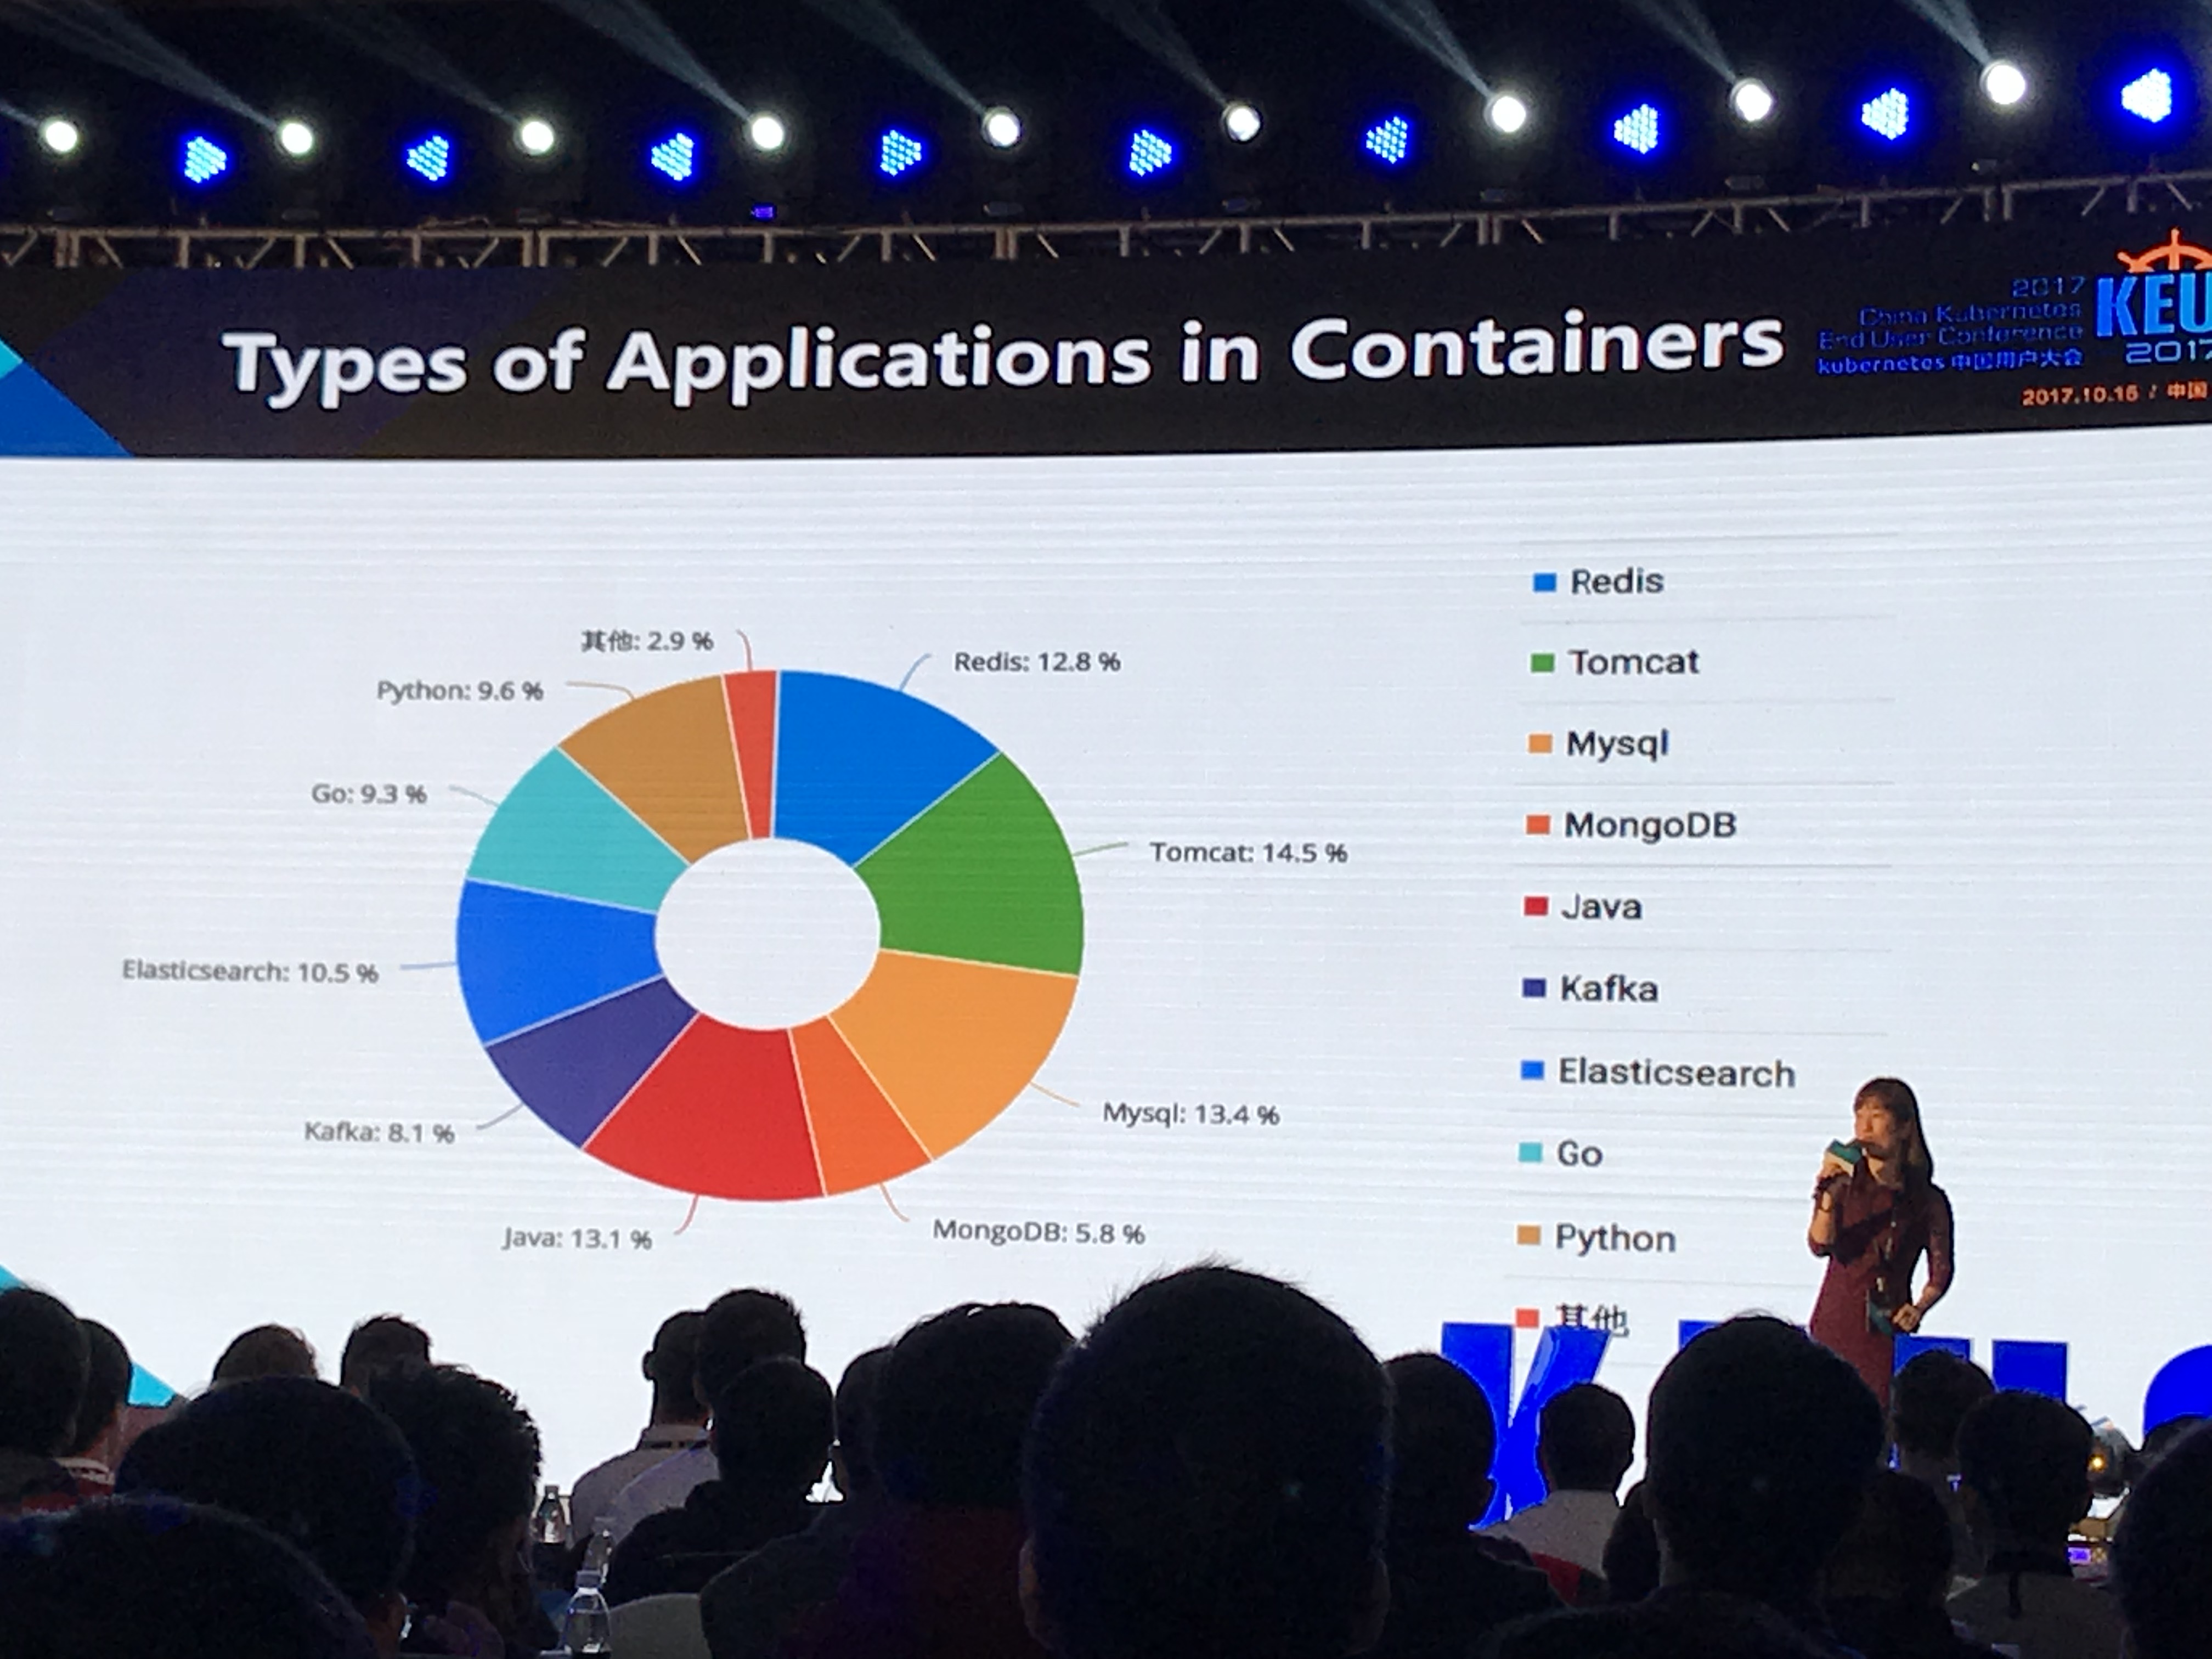 Types of Applications in Containers
2017
China Kubernetes
End User Conference
kubernetes 中国用户大会
KEU
2017
2017.10.16 / 中国
其他: 2.9 %
Redis: 12.8 %
Python: 9.6 %
Go: 9.3 %
Tomcat: 14.5 %
Elasticsearch: 10.5 %
Mysql: 13.4 %
Kafka: 8.1 %
Java: 13.1 %
MongoDB: 5.8 %
Redis
Tomcat
Mysql
MongoDB
Java
Kafka
Elasticsearch
Go
Python
其他